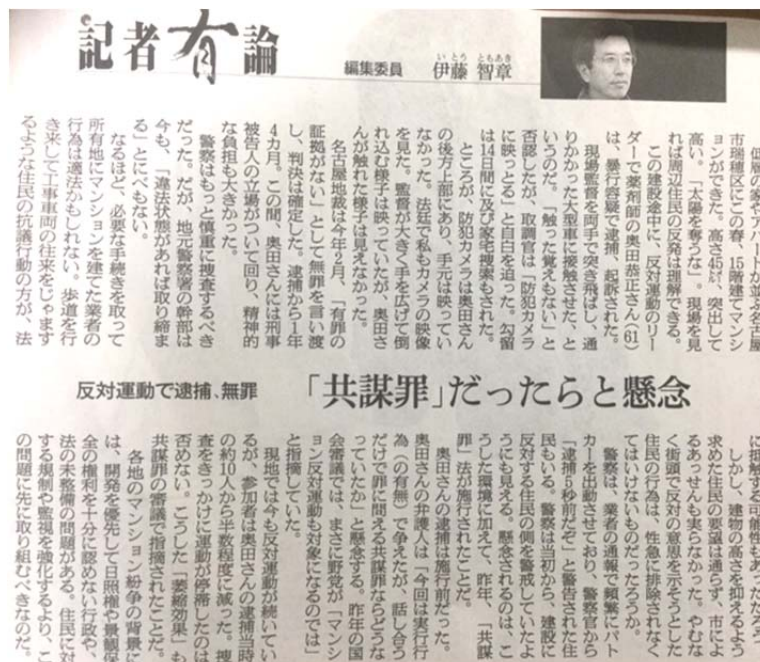 記者有論
編集委員 伊藤 智章
いとう ともあき
低層の家やアパートが並ぶ名古屋
市瑞穂区にこの春、15階建てマンシ
ョンができた。高さ45㍍、突出して
高い。「太陽を奪うな」。現場を見
れば周辺住民の反発は理解できる。
この建設途中に、反対運動のリー
ダーで薬剤師の奥田恭正さん(61)
は、暴行容疑で逮捕、起訴された。
現場監督を両手で突き飛ばし、通
りかかった大型車に接触させた、と
いうのだ。「触った覚えもない」と
否認したが、取調官は「防犯カメラ
に映っとる」と自白を迫った。勾留
は14日間に及び家宅捜索もされた。
ところが、防犯カメラは奥田さん
の後方上部にあり、手元は映ってい
なかった。法廷で私もカメラの映像
を見た。監督が大きく手を広げて倒
れ込む様子は映っていたが、奥田さ
んが触れた様子は見えなかった。
名古屋地裁は今年2月、「有罪の
証拠がない」として無罪を言い渡
し、判決は確定した。逮捕から1年
4カ月。この間、奥田さんには刑事
被告人の立場がついて回り、精神的
な負担も大きかった。
警察はもっと慎重に捜査するべき
だった。だが、地元警察署の幹部は
今も、「違法状態があれば取り締ま
る」とにべもない。
なるほど、必要な手続きを取って
所有地にマンションを建てた業者の
行為は適法かもしれない。歩道を行
き来して工事車両の往来をじゃます
るような住民の抗議行動の方が、法
「共謀罪」だったらと懸念
反対運動で逮捕、無罪
に抵触する可能性もあっただろう。
しかし、建物の高さを抑えるよう
求めた住民の要望は通らず、市によ
るあっせんも実らなかった。やむな
く街頭で反対の意思を示そうとした
住民の行為は、性急に排除されなく
てはいけないものだったろうか。
警察は、業者の通報で頻繁にパト
カーを出動させており、警察官から
「逮捕5秒前だぞ」と警告された住
民もいる。警察は当初から、建設に
反対する住民の側を警戒していたよ
うにも見える。懸念されるのは、こ
うした環境に加えて、昨年、「共謀
罪」法が施行されたことだ。
奥田さんの逮捕は施行前だった。
奥田さんの弁護人は「今回は実行行
為(の有無)で争えたが、話し合う
だけで罪に問える共謀罪ならどうな
っていたか」と懸念する。昨年の国
会審議では、まさに野党が「マンシ
ョン反対運動も対象になるのでは」
と指摘していた。
現地では今も反対運動が続いてい
るが、参加者は奥田さんの逮捕当時
の約10人から半数程度に減った。捜
査をきっかけに運動が停滞したのは
否めない。こうした「萎縮効果」も
共謀罪の審議で指摘されたことだ。
各地のマンション紛争の背景に
は、開発を優先して日照権や景観保
全の権利を十分に認めない行政や、
法の未整備の問題がある。住民に対
する規制や監視を強化するより、こ
の問題に先に取り組むべきなのだ。